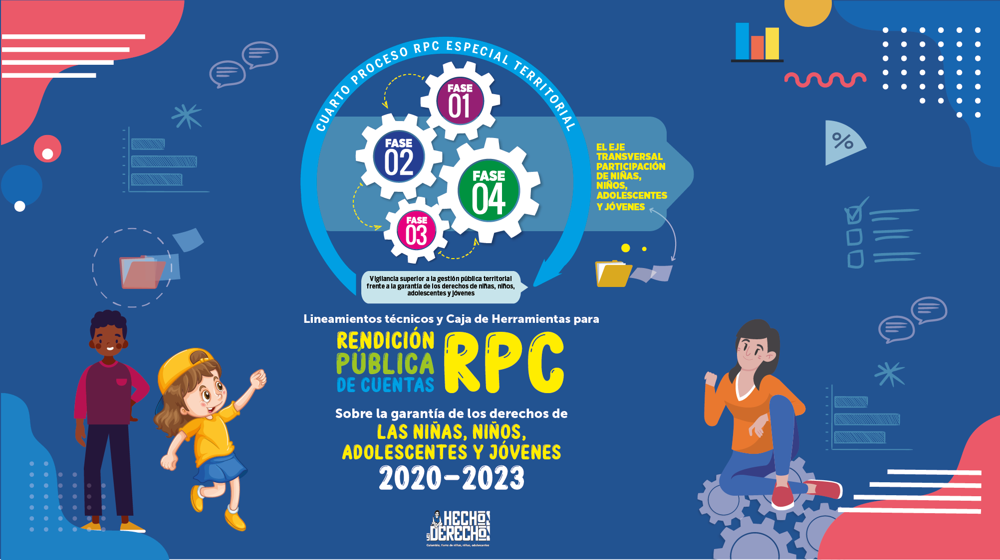 CUARTO PROCESO RPC ESPECIAL TERRITORIAL
FASE
01
FASE
02
FASE
03
FASE
04
EL EJE
TRANSVERSAL
PARTICIPACIÓN
DE NIÑAS,
NIÑOS,
ADOLESCENTES
Y JÓVENES
%
Vigilancia superior a la gestión pública territorial
frente a la garantía de los derechos de niñas, niños,
adolescentes y jóvenes
Lineamientos técnicos y Caja de Herramientas para
RENDICIÓN
PÚBLICA
DE CUENTAS
RPC
Sobre la garantía de los derechos de
LAS NIÑAS, NIÑOS,
ADOLESCENTES Y JÓVENES
2020-2023
HECHO
y DERECHO
Colombia, tierra de niñas, niños, adolescentes